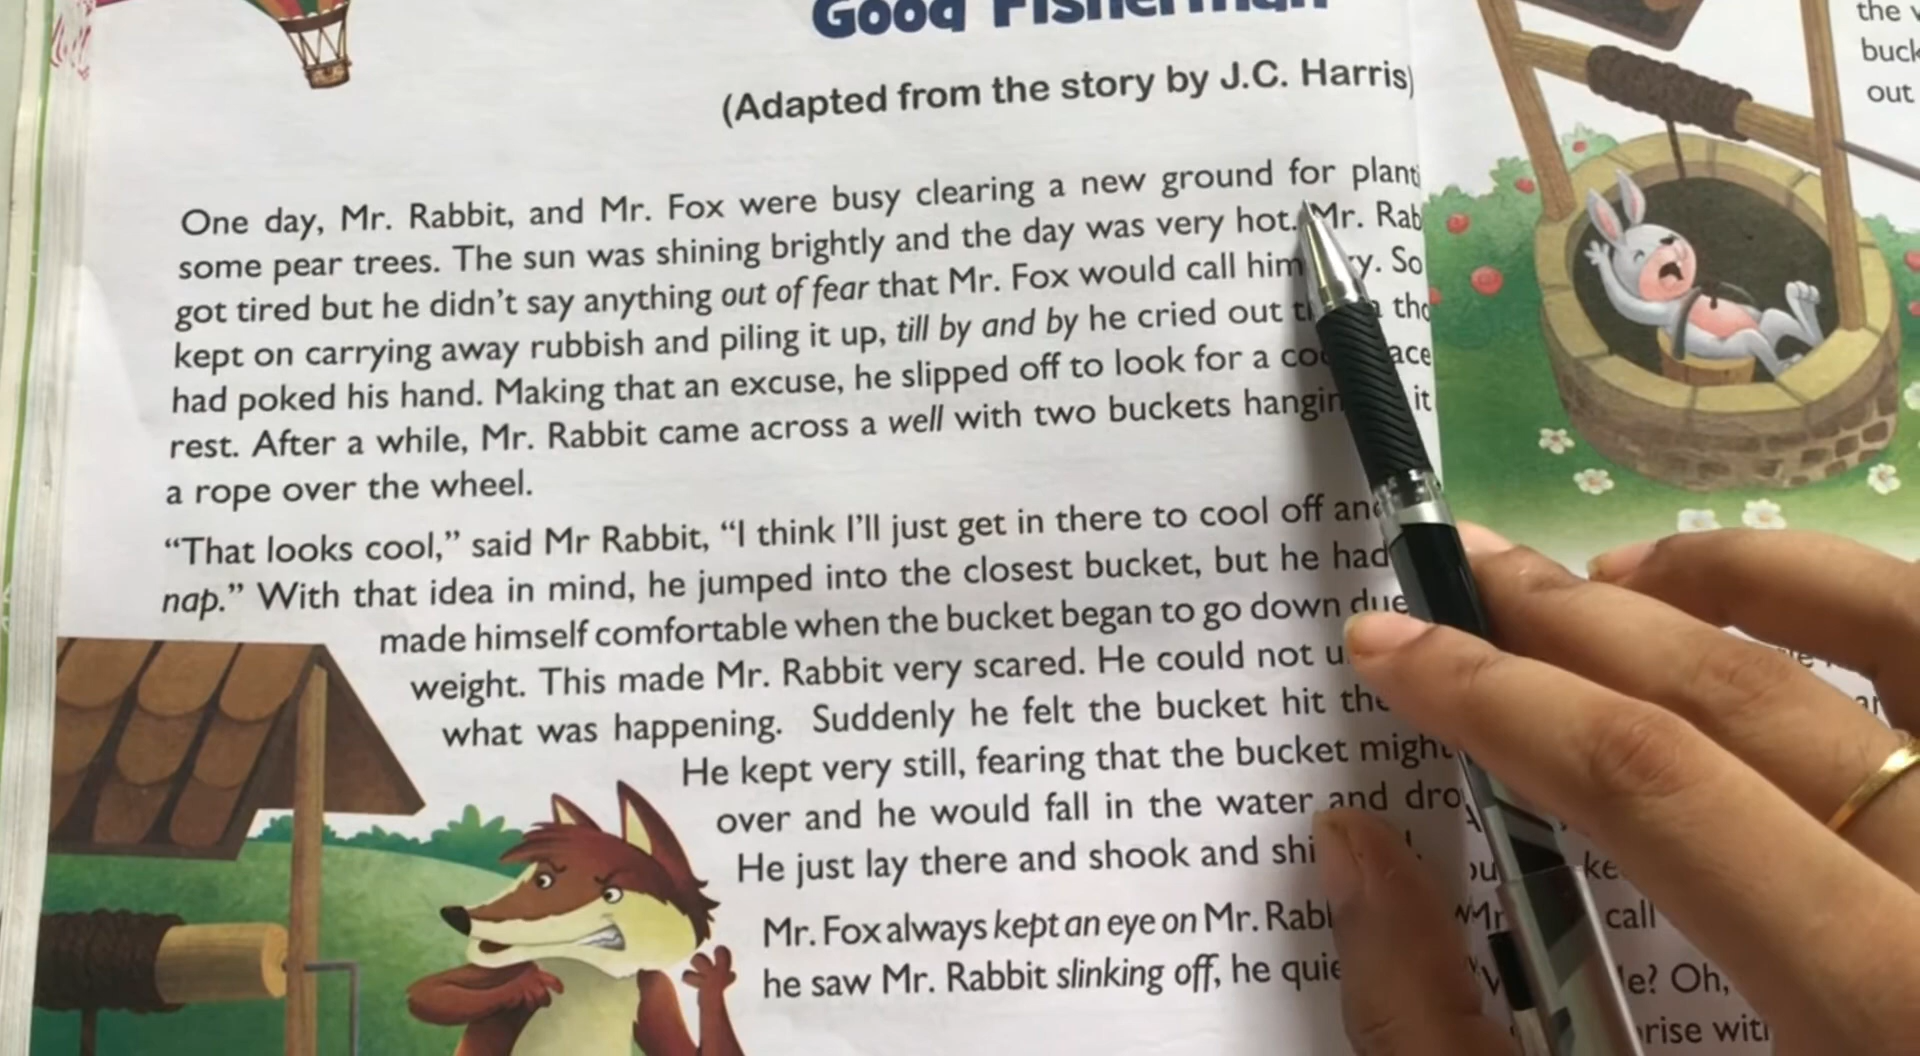 Good Fisherman
(Adapted from the story by J.C. Harris)
One day, Mr. Rabbit, and Mr. Fox were busy clearing a new ground for planti
some pear trees. The sun was shining brightly and the day was very hot. Mr. Rab
got tired but he didn't say anything out of fear that Mr. Fox would call him y. So
kept on carrying away rubbish and piling it up, till by and by he cried out tho
had poked his hand. Making that an excuse, he slipped off to look for a ace
rest. After a while, Mr. Rabbit came across a well with two buckets hangin it
a rope over the wheel.
"That looks cool," said Mr Rabbit, "I think I'll just get in there to cool off an
nap." With that idea in mind, he jumped into the closest bucket, but he had
made himself comfortable when the bucket began to go down due
weight. This made Mr. Rabbit very scared. He could not u
what was happening. Suddenly he felt the bucket hit the
He kept very still, fearing that the bucket might
over and he would fall in the water and dro
He just lay there and shook and shi
Mr. Fox always kept an eye on Mr. Rabb
he saw Mr. Rabbit slinking off, he quie
the
buck
out
ke
call
e? Oh,
rise wit